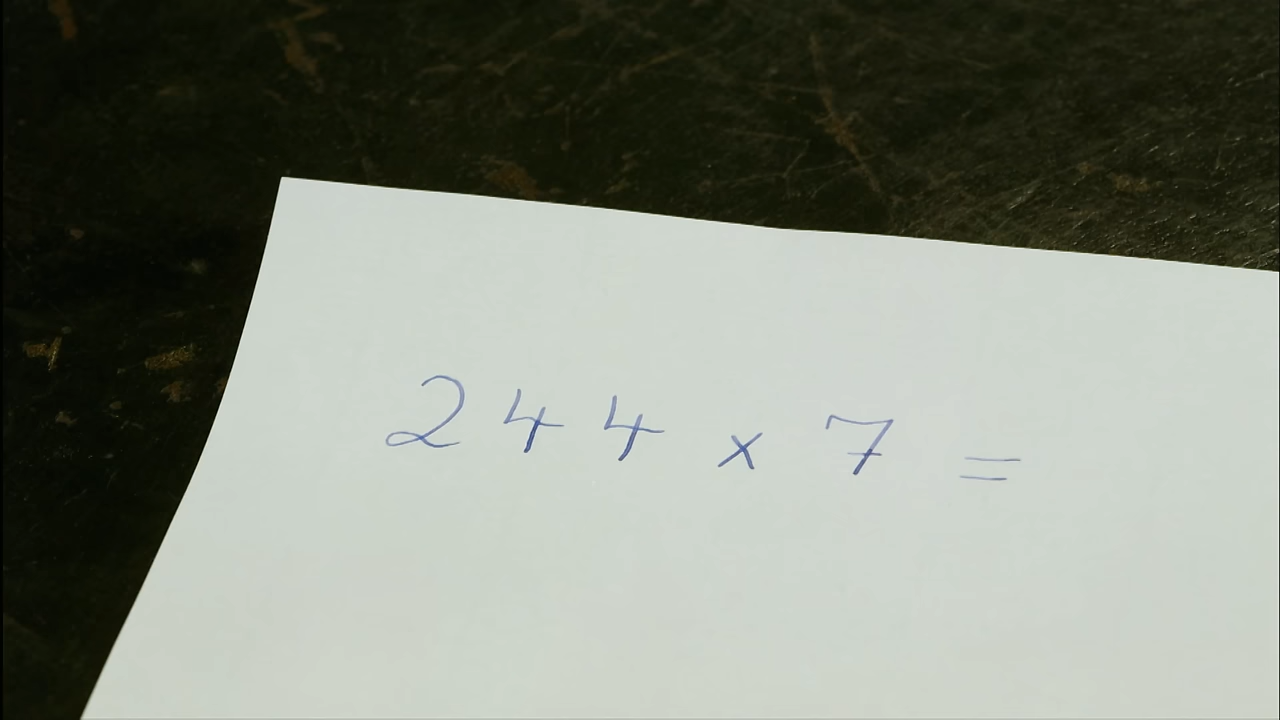 244 × 7 =